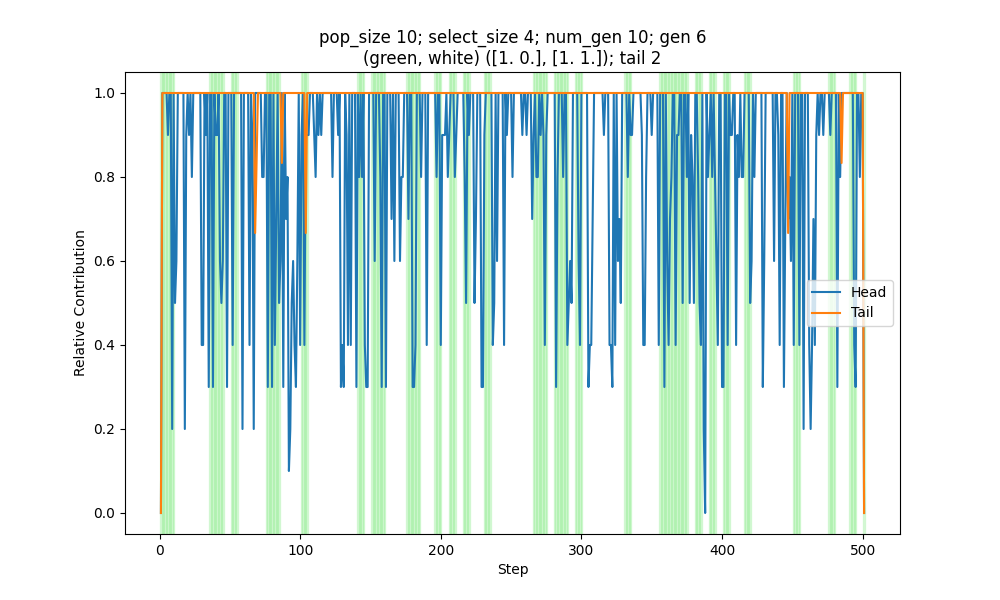 pop_size 10; select_size 4; num_gen 10; gen 6
(green, white) ([1. 0.], [1. 1.]); tail 2
1.0
0.8
0.6
0.4
0.2
0.0
Relative Contribution
Head
Tail
0
100
200
300
400
500
Step